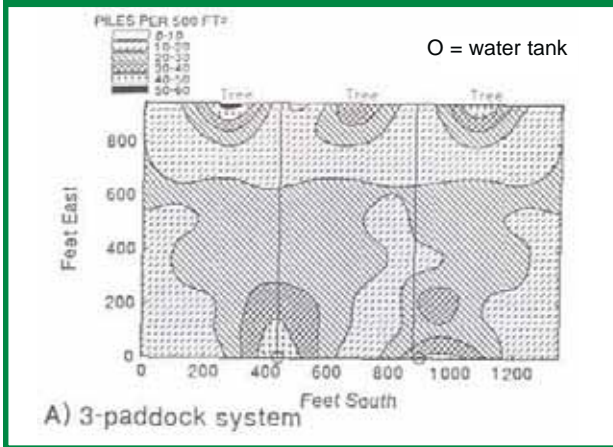 PILES PER 500 FT²
0-10
10-20
20-30
30-40
40-50
50-60
O = water tank
Tree Tree Tree
800
600
400
200
0
Feet East
0 200 400 600 800 1000 1200
Feet South
A) 3-paddock system